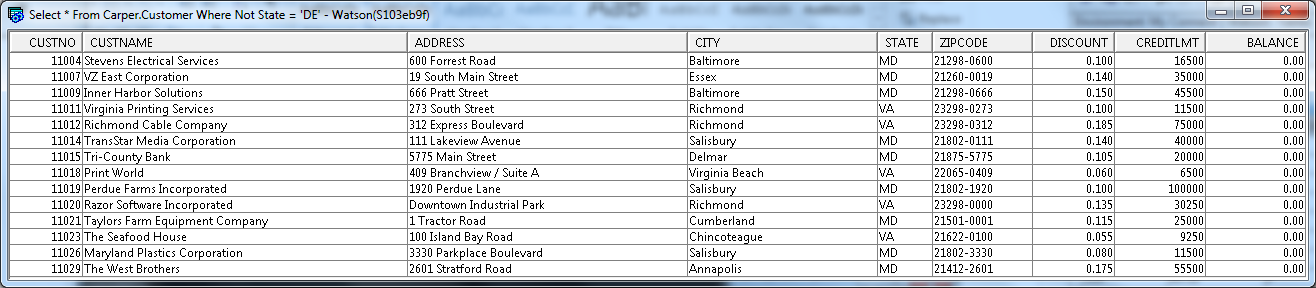 Select * From Carper.Customer Where Not State = 'DE' - Watson(S103eb9f)
CUSTNO CUSTNAME ADDRESS CITY STATE ZIPCODE DISCOUNT CREDITLMT BALANCE
11004 Stevens Electrical Services 600 Forrest Road Baltimore MD 21298-0600 0.100 16500 0.00
11007 VZ East Corporation 19 South Main Street Essex MD 21260-0019 0.140 35000 0.00
11009 Inner Harbor Solutions 666 Pratt Street Baltimore MD 21298-0666 0.150 45500 0.00
11011 Virginia Printing Services 273 South Street Richmond VA 23298-0273 0.100 11500 0.00
11012 Richmond Cable Company 312 Express Boulevard Richmond VA 23298-0312 0.185 75000 0.00
11014 TransStar Media Corporation 111 Lakeview Avenue Salisbury MD 21802-0111 0.140 40000 0.00
11015 Tri-County Bank 5775 Main Street Delmar MD 21875-5775 0.105 20000 0.00
11018 Print World 409 Branchview / Suite A Virginia Beach VA 22065-0409 0.060 6500 0.00
11019 Perdue Farms Incorporated 1920 Perdue Lane Salisbury MD 21802-1920 0.100 100000 0.00
11020 Razor Software Incorporated Downtown Industrial Park Richmond VA 23298-0000 0.135 30250 0.00
11021 Taylors Farm Equipment Company 1 Tractor Road Cumberland MD 21501-0001 0.115 25000 0.00
11023 The Seafood House 100 Island Bay Road Chincoteague VA 21622-0100 0.055 9250 0.00
11026 Maryland Plastics Corporation 3330 Parkplace Boulevard Salisbury MD 21802-3330 0.080 11500 0.00
11029 The West Brothers 2601 Stratford Road Annapolis MD 21412-2601 0.175 55500 0.00